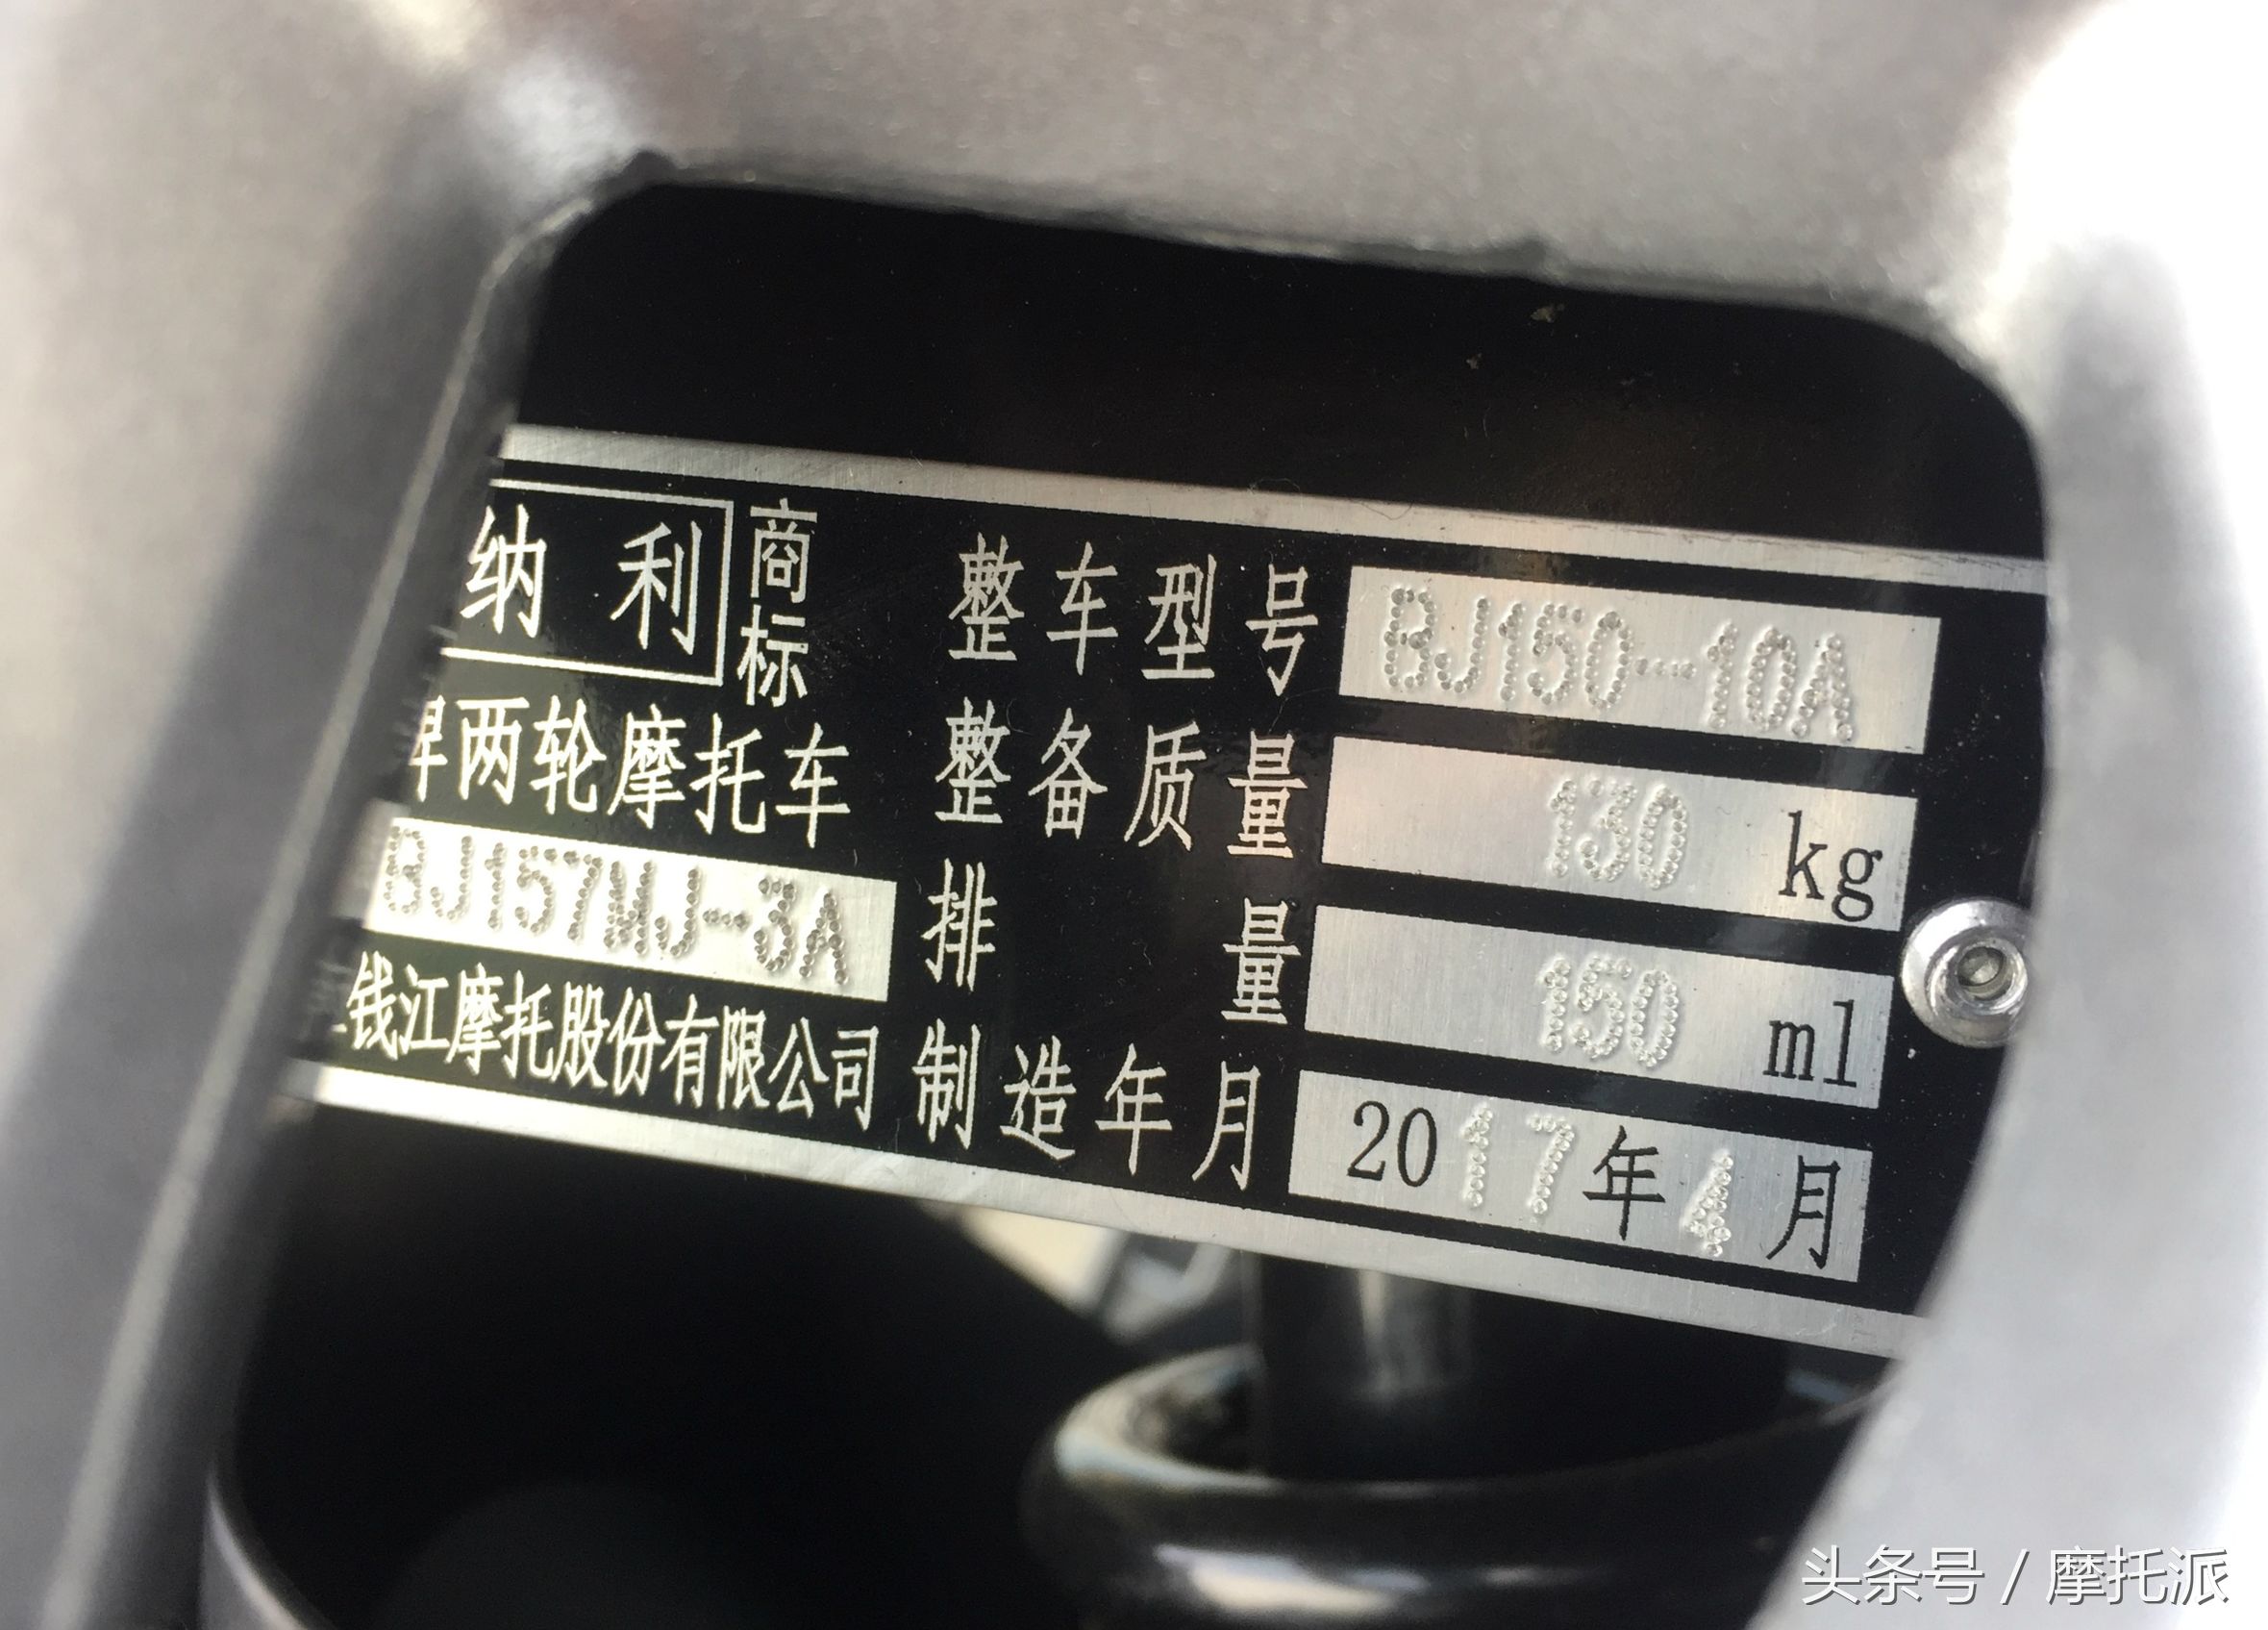 纳 利 商标
两轮摩托车
BJ157MJ-3A
钱江摩托股份有限公司
整车型号 BJ150-10A
整备质量 130 kg
排量 150 ml
制造年月 2017年4月
头条号 / 摩托派